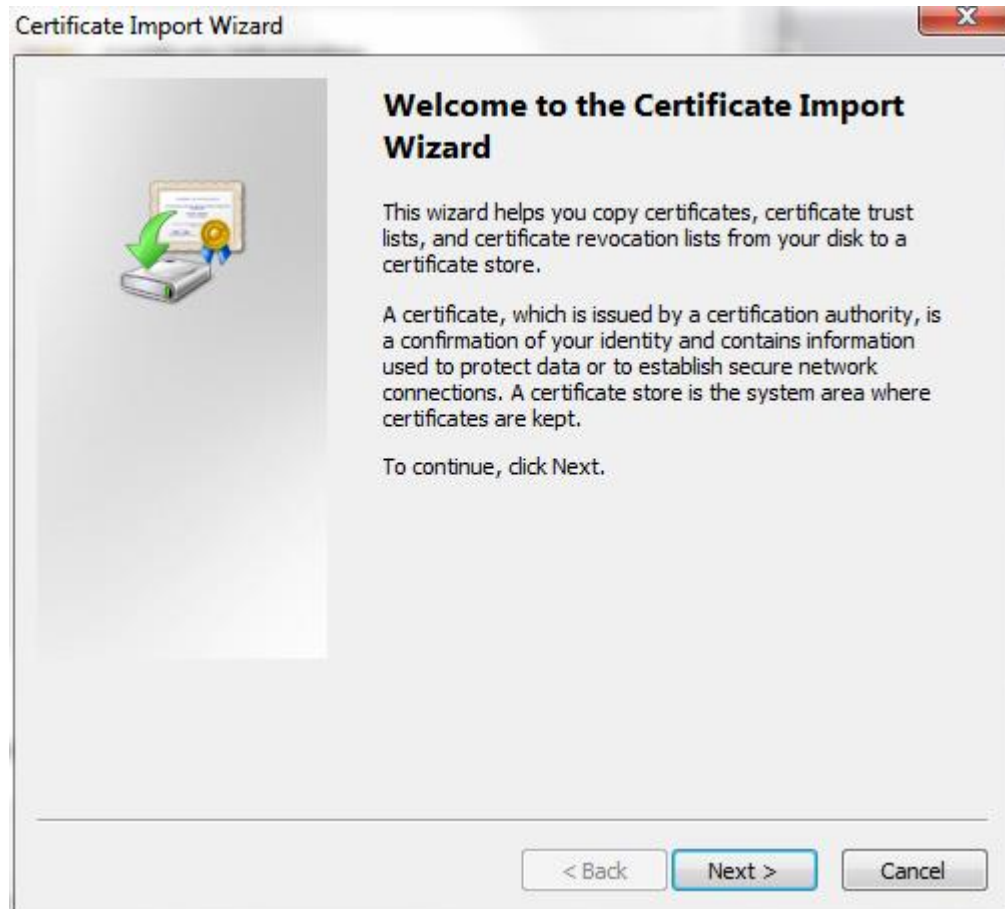 Certificate Import Wizard
Welcome to the Certificate Import
Wizard
This wizard helps you copy certificates, certificate trust
lists, and certificate revocation lists from your disk to a
certificate store.
A certificate, which is issued by a certification authority, is
a confirmation of your identity and contains information
used to protect data or to establish secure network
connections. A certificate store is the system area where
certificates are kept.
To continue, click Next.
< Back
Next >
Cancel